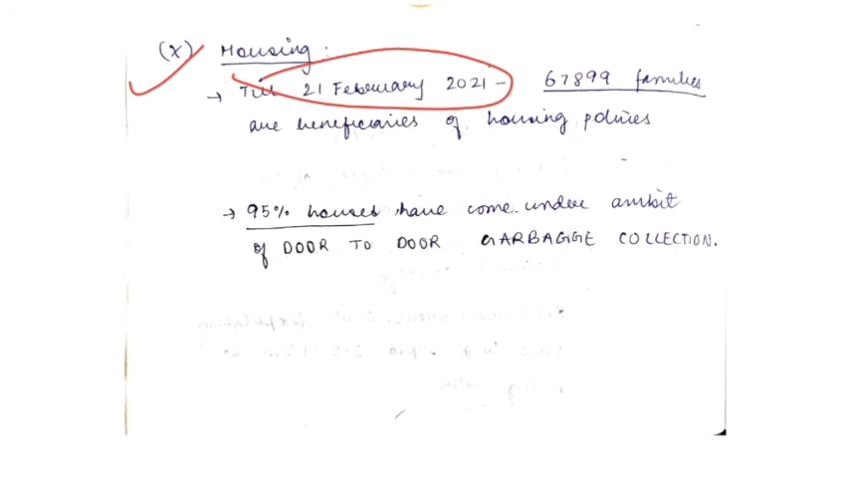 (X) Housing :
→ Till 21 February 2021 - 67899 families
are beneficiaries of housing policies
→ 95% houses have come under ambit
of DOOR TO DOOR GARBAGGE COLLECTION.